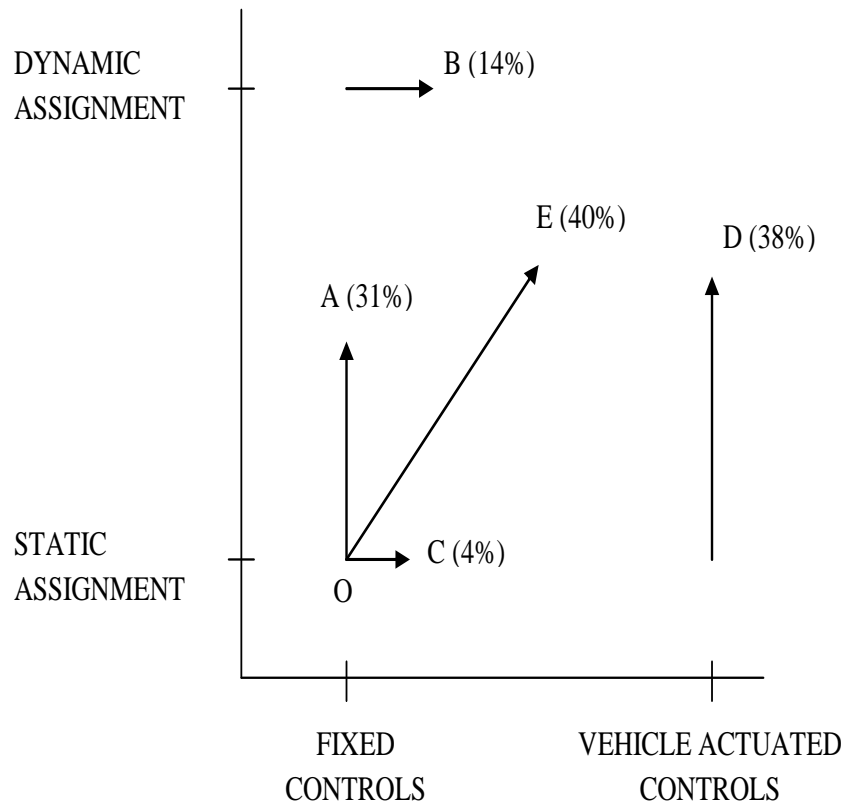 DYNAMIC
ASSIGNMENT
B (14%)
E (40%)
D (38%)
A (31%)
STATIC
ASSIGNMENT
C (4%)
O
FIXED
CONTROLS
VEHICLE ACTUATED
CONTROLS